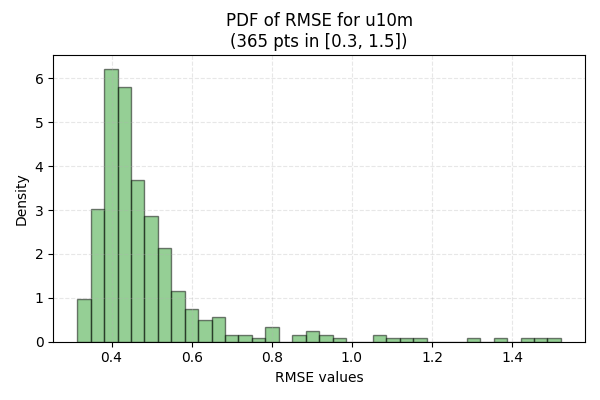 PDF of RMSE for u10m
(365 pts in [0.3, 1.5])
Density
6
5
4
3
2
1
0
0.4 0.6 0.8 1.0 1.2 1.4
RMSE values